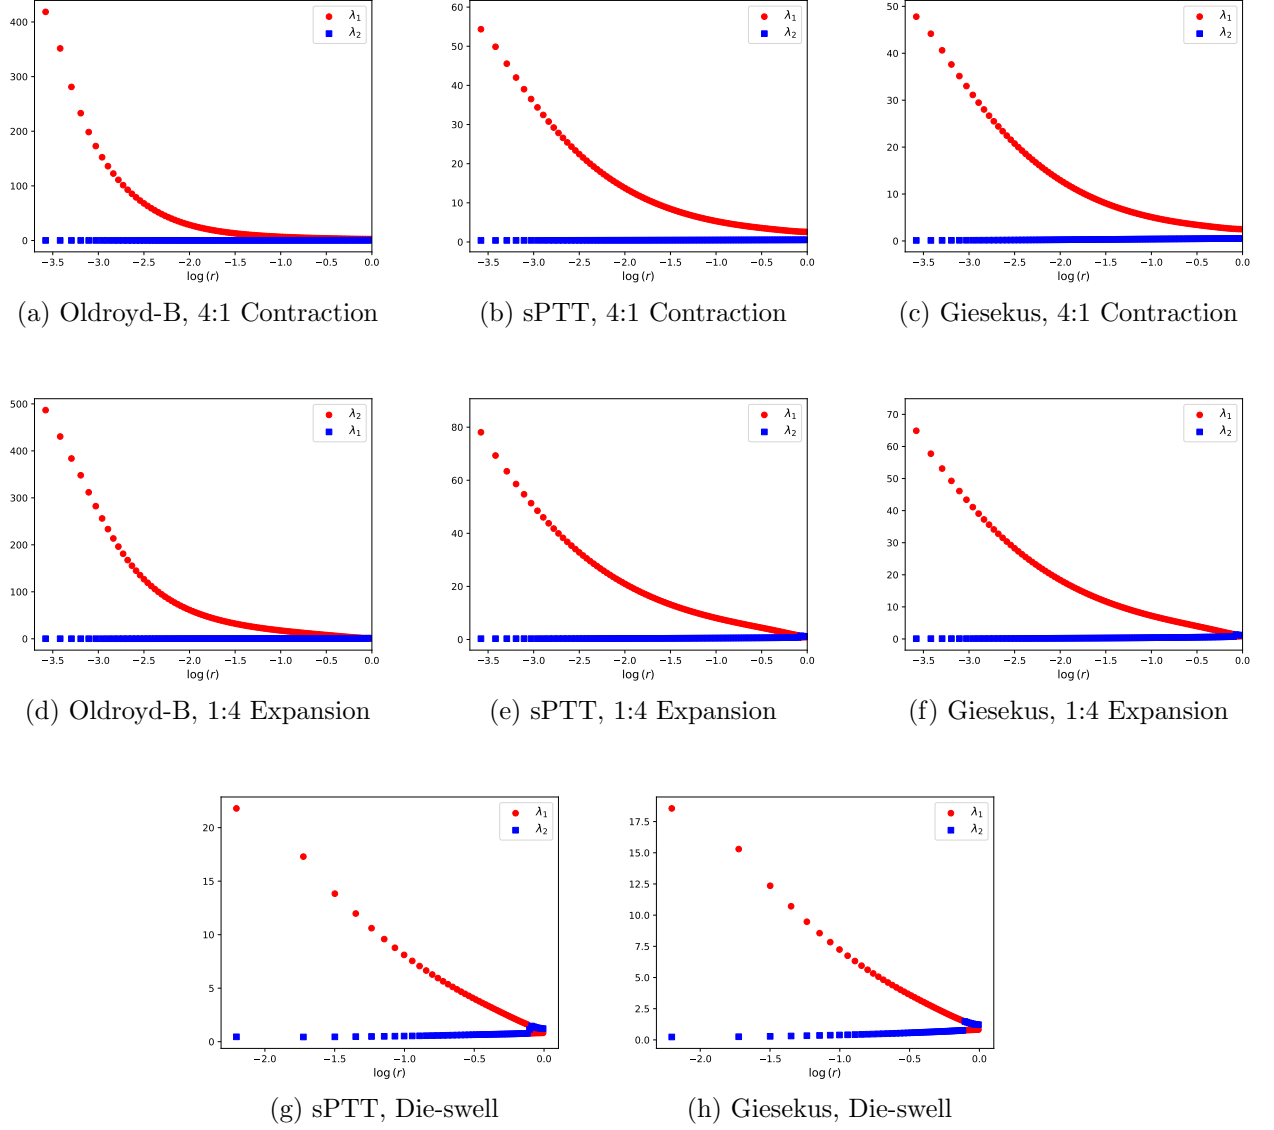 λ₁
λ₂
400
300
200
100
0
−3.5 −3.0 −2.5 −2.0 −1.5 −1.0 −0.5 0.0
log (r)
(a) Oldroyd-B, 4:1 Contraction
λ₁
λ₂
60
50
40
30
20
10
0
−3.5 −3.0 −2.5 −2.0 −1.5 −1.0 −0.5 0.0
log (r)
(b) sPTT, 4:1 Contraction
λ₁
λ₂
50
40
30
20
10
0
−3.5 −3.0 −2.5 −2.0 −1.5 −1.0 −0.5 0.0
log (r)
(c) Giesekus, 4:1 Contraction
λ₂
λ₁
500
400
300
200
100
0
−3.5 −3.0 −2.5 −2.0 −1.5 −1.0 −0.5 0.0
log (r)
(d) Oldroyd-B, 1:4 Expansion
λ₁
λ₂
80
60
40
20
0
−3.5 −3.0 −2.5 −2.0 −1.5 −1.0 −0.5 0.0
log (r)
(e) sPTT, 1:4 Expansion
λ₁
λ₂
70
60
50
40
30
20
10
0
−3.5 −3.0 −2.5 −2.0 −1.5 −1.0 −0.5 0.0
log (r)
(f) Giesekus, 1:4 Expansion
λ₁
λ₂
20
15
10
5
0
−2.0 −1.5 −1.0 −0.5 0.0
log (r)
(g) sPTT, Die-swell
λ₁
λ₂
17.5
15.0
12.5
10.0
7.5
5.0
2.5
0.0
−2.0 −1.5 −1.0 −0.5 0.0
log (r)
(h) Giesekus, Die-swell